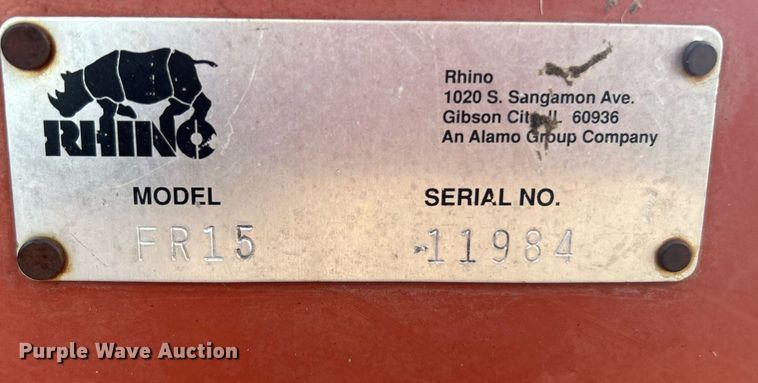 RHINO
Rhino
1020 S. Sangamon Ave.
Gibson City IL 60936
An Alamo Group Company
MODEL
SERIAL NO.
FR15
11984
Purple Wave Auction